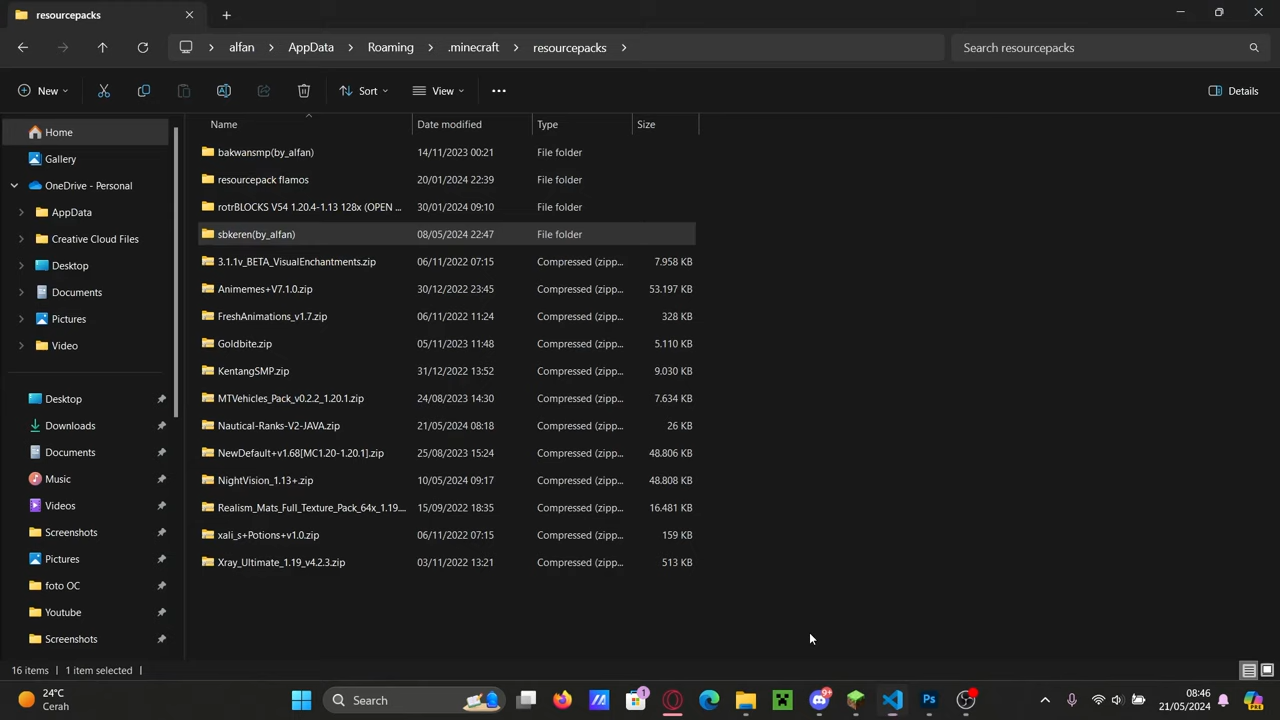 resourcepacks
alfan AppData Roaming .minecraft resourcepacks Search resourcepacks
New Sort View Details
Name Date modified Type Size
Home
Gallery
OneDrive - Personal
AppData
Creative Cloud Files
Desktop
Documents
Pictures
Video
Desktop
Downloads
Documents
Music
Videos
Screenshots
Pictures
foto OC
Youtube
Screenshots
bakwansmp(by_alfan) 14/11/2023 00:21 File folder
resourcepack flamos 20/01/2024 22:39 File folder
rotrBLOCKS V54 1.20.4-1.13 128x (OPEN ... 30/01/2024 09:10 File folder
sbkeren(by_alfan) 08/05/2024 22:47 File folder
3.1.1v_BETA_VisualEnchantments.zip 06/11/2022 07:15 Compressed (zipp... 7.958 KB
Animemes+V7.1.0.zip 30/12/2022 23:45 Compressed (zipp... 53.197 KB
FreshAnimations_v1.7.zip 06/11/2022 11:24 Compressed (zipp... 328 KB
Goldbite.zip 05/11/2023 11:48 Compressed (zipp... 5.110 KB
KentangSMP.zip 31/12/2022 13:52 Compressed (zipp... 9.030 KB
MTVehicles_Pack_v0.2.2_1.20.1.zip 24/08/2023 14:30 Compressed (zipp... 7.634 KB
Nautical-Ranks-V2-JAVA.zip 21/05/2024 08:18 Compressed (zipp... 26 KB
NewDefault+v1.68[MC1.20-1.20.1].zip 25/08/2023 15:24 Compressed (zipp... 48.806 KB
NightVision_1.13+.zip 10/05/2024 09:17 Compressed (zipp... 48.808 KB
Realism_Mats_Full_Texture_Pack_64x_1.19.... 15/09/2022 18:35 Compressed (zipp... 16.481 KB
xali_s+Potions+v1.0.zip 06/11/2022 07:15 Compressed (zipp... 159 KB
Xray_Ultimate_1.19_v4.2.3.zip 03/11/2022 13:21 Compressed (zipp... 513 KB
16 items 1 item selected
24°C
Cerah
Search
1
9+
Ps
08:46
21/05/2024